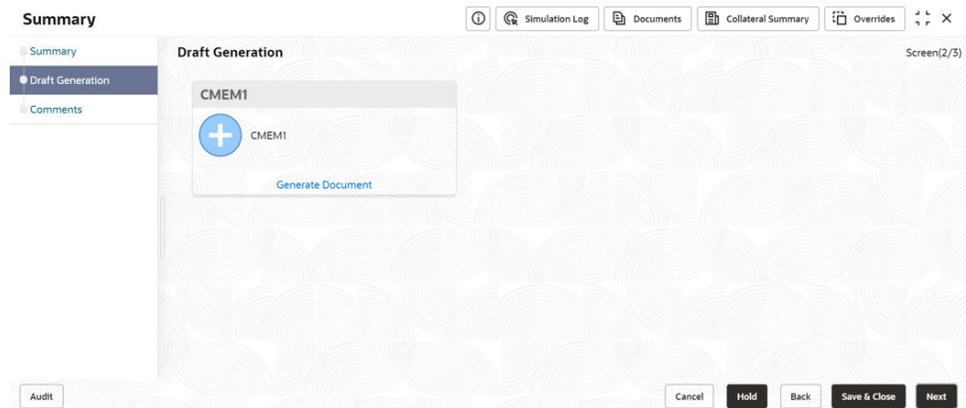 Summary
Simulation Log
Documents
Collateral Summary
Overrides
Summary
Draft Generation
Comments
Draft Generation
Screen(2/3)
CMEM1
CMEM1
Generate Document
Audit
Cancel
Hold
Back
Save & Close
Next